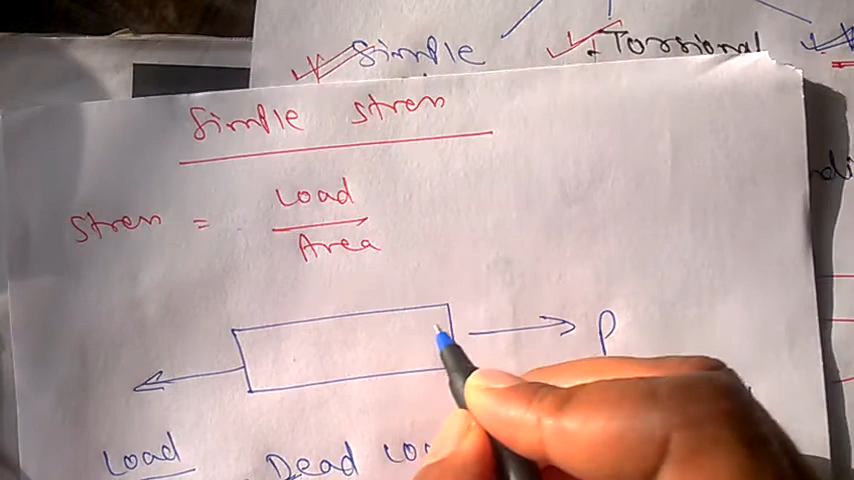 Simple Torsional
Simple stress
Stress = Load
Area
P
Load Dead